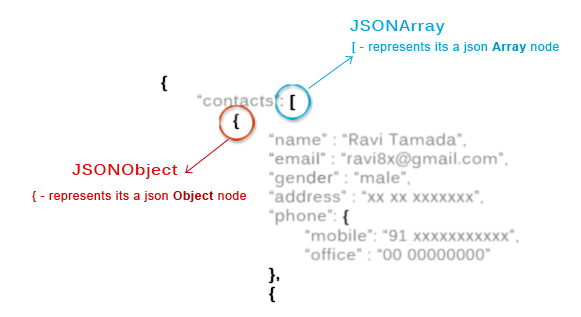 JSONArray
[ - represents its a json Array node
{
“contacts”: [
{
“name” : “Ravi Tamada”,
“email” : “ravi8x@gmail.com”,
“gender” : “male”,
JSONObject
{ - represents its a json Object node
“address” : “xx xx xxxxxxx”,
“phone”: {
“mobile”: “91 xxxxxxxxxxx”,
“office” : “00 00000000”
},
{